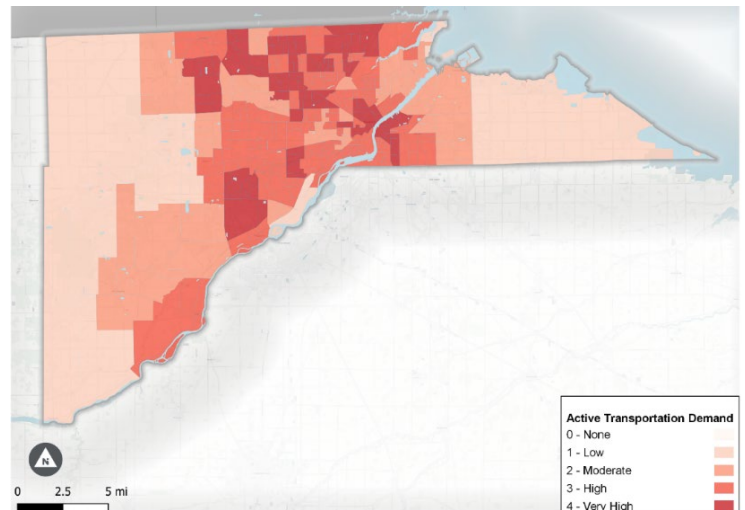 Active Transportation Demand
0 - None
1 - Low
2 - Moderate
3 - High
4 - Very High
N
0 2.5 5 mi